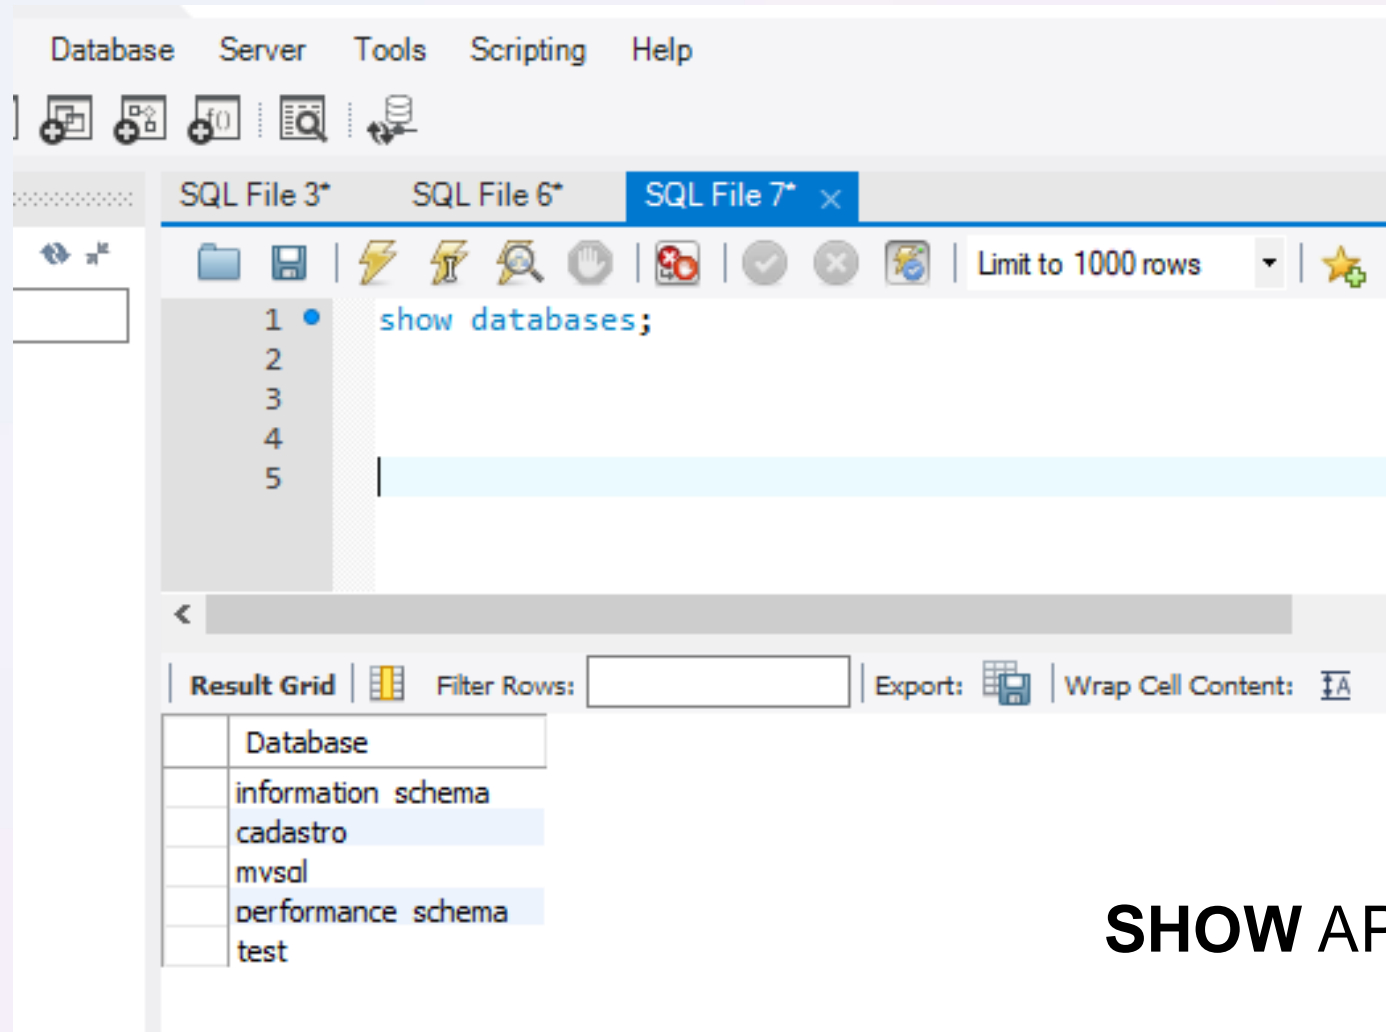 Database Server Tools Scripting Help
SQL File 3* SQL File 6* SQL File 7*
Limit to 1000 rows
1 show databases;
2
3
4
5
Result Grid Filter Rows: Export: Wrap Cell Content:
Database
information_schema
cadastro
mysql
performance_schema
test
SHOW AP